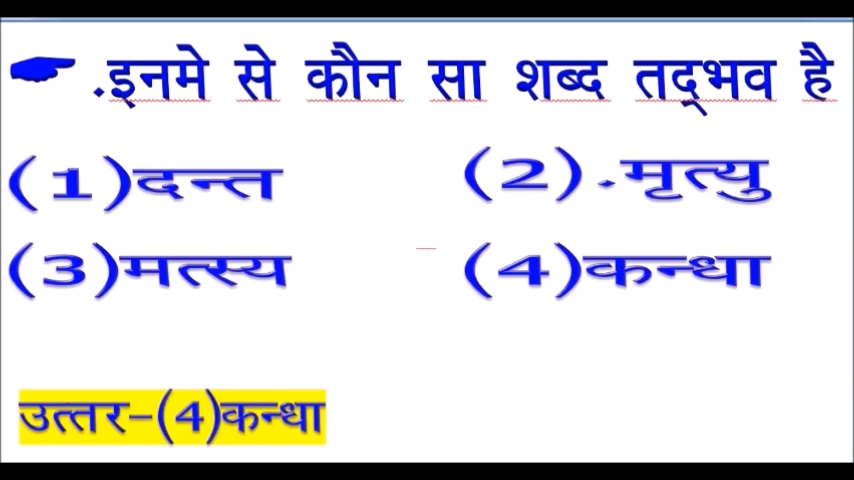 .इनमे से कौन सा शब्द तद्भव है
(1)दन्त (2).मृत्यु
(3)मत्स्य (4)कन्धा
उत्तर-(4)कन्धा